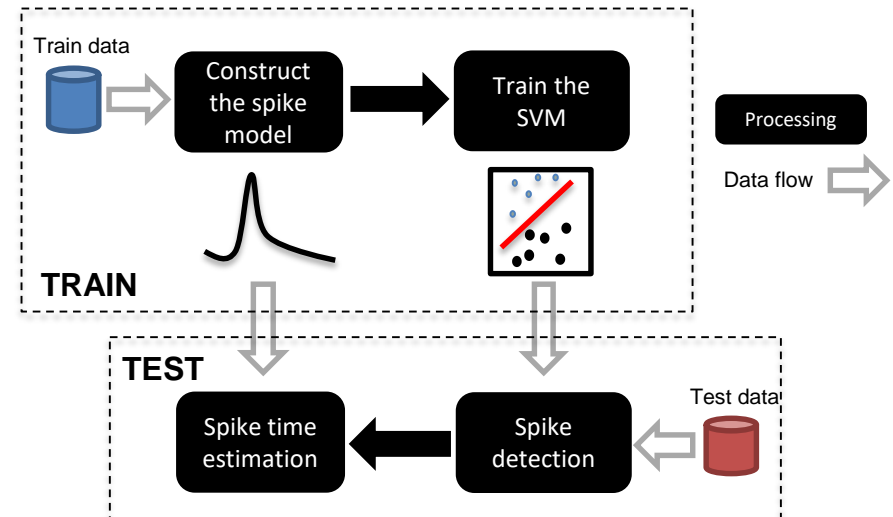 Train data
Construct
the spike
model
Train the
SVM
Processing
Data flow
TRAIN
TEST
Test data
Spike time
estimation
Spike
detection